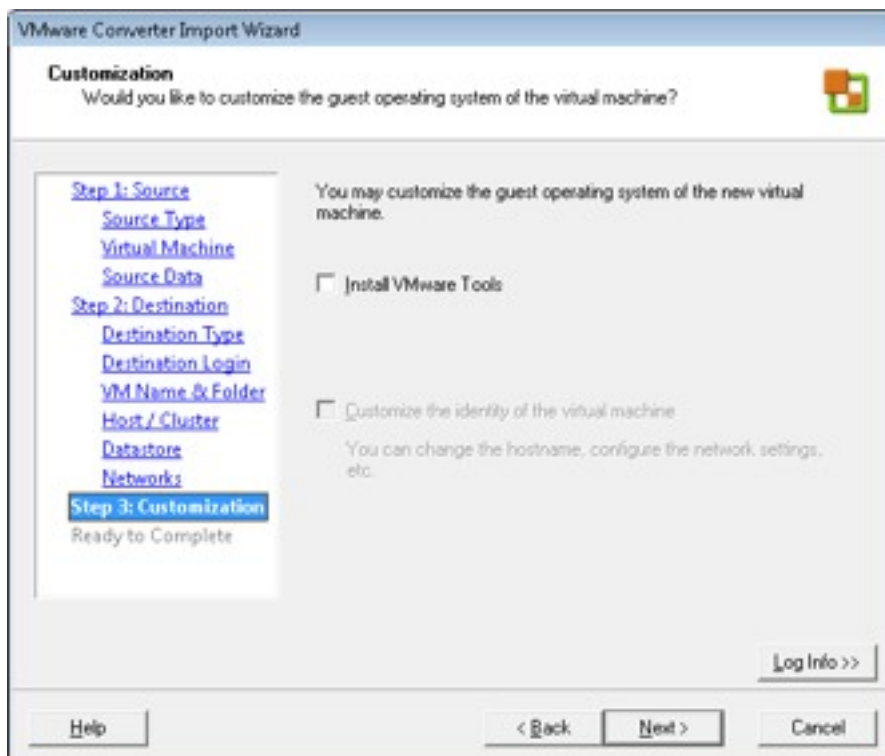 VMware Converter Import Wizard
Customization
Would you like to customize the guest operating system of the virtual machine?
Step 1: Source
Source Type
Virtual Machine
Source Data
Step 2: Destination
Destination Type
Destination Login
VM Name & Folder
Host / Cluster
Datastore
Networks
Step 3: Customization
Ready to Complete
You may customize the guest operating system of the new virtual
machine.
Install VMware Tools
Customize the identity of the virtual machine
You can change the hostname, configure the network settings,
etc.
Log Info >>
Help
< Back
Next >
Cancel